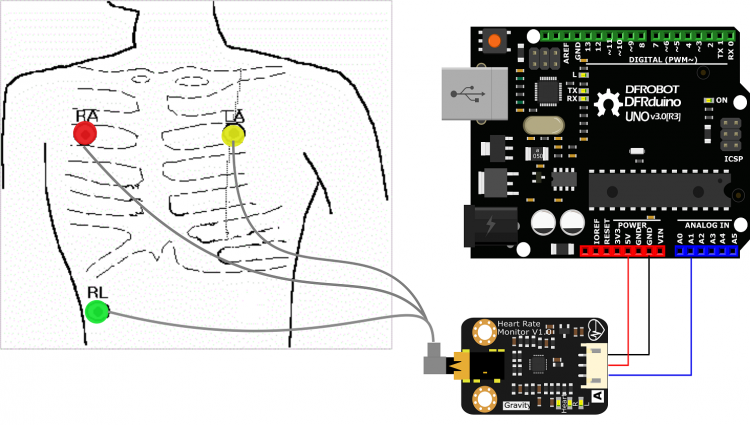 RA
LA
RL
AREF
GND
13
12
~11
~10
~9
8
7
~6
~5
4
~3
2
TX 1
RX 0
DIGITAL (PWM~)
L
TX
RX
DFROBOT
DFRduino
UNO v3.0[R3]
ON
ICSP
POWER
ANALOG IN
IOREF
RESET
3V3
5V
GND
GND
VIN
A0
A1
A2
A3
A4
A5
Heart Rate
Monitor V1.0
Gravity
Heart
R
L
A